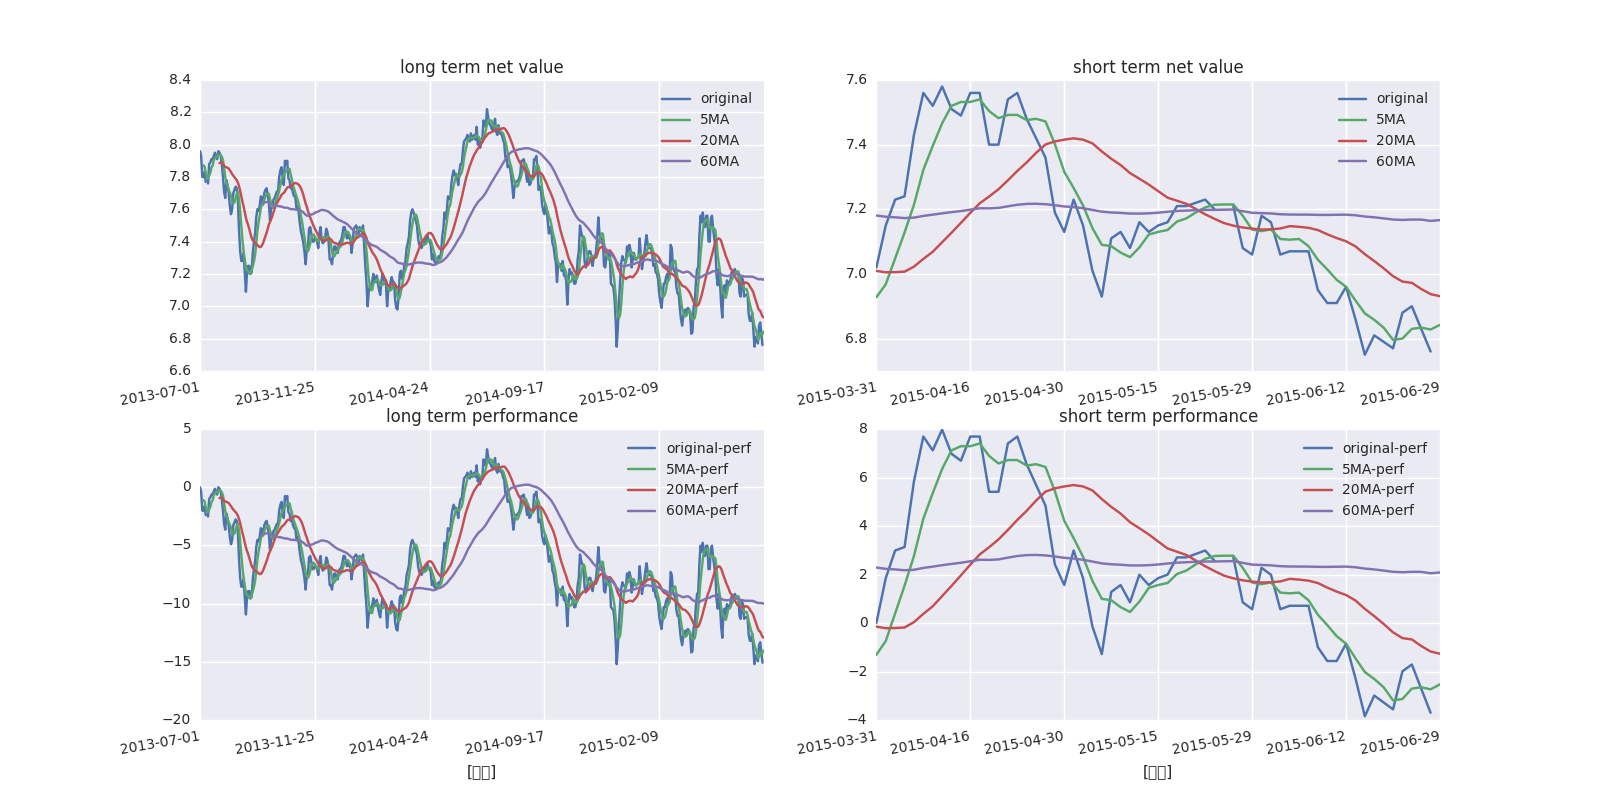 long term net value
8.4
8.2
8.0
7.8
7.6
7.4
7.2
7.0
6.8
6.6
original
5MA
20MA
60MA
2013-07-01
2013-11-25
2014-04-24
2014-09-17
2015-02-09
short term net value
7.6
7.4
7.2
7.0
6.8
original
5MA
20MA
60MA
2015-03-31
2015-04-16
2015-04-30
2015-05-15
2015-05-29
2015-06-12
2015-06-29
long term performance
5
0
−5
−10
−15
−20
original-perf
5MA-perf
20MA-perf
60MA-perf
2013-07-01
2013-11-25
2014-04-24
2014-09-17
2015-02-09
short term performance
8
6
4
2
0
−2
−4
original-perf
5MA-perf
20MA-perf
60MA-perf
2015-03-31
2015-04-16
2015-04-30
2015-05-15
2015-05-29
2015-06-12
2015-06-29